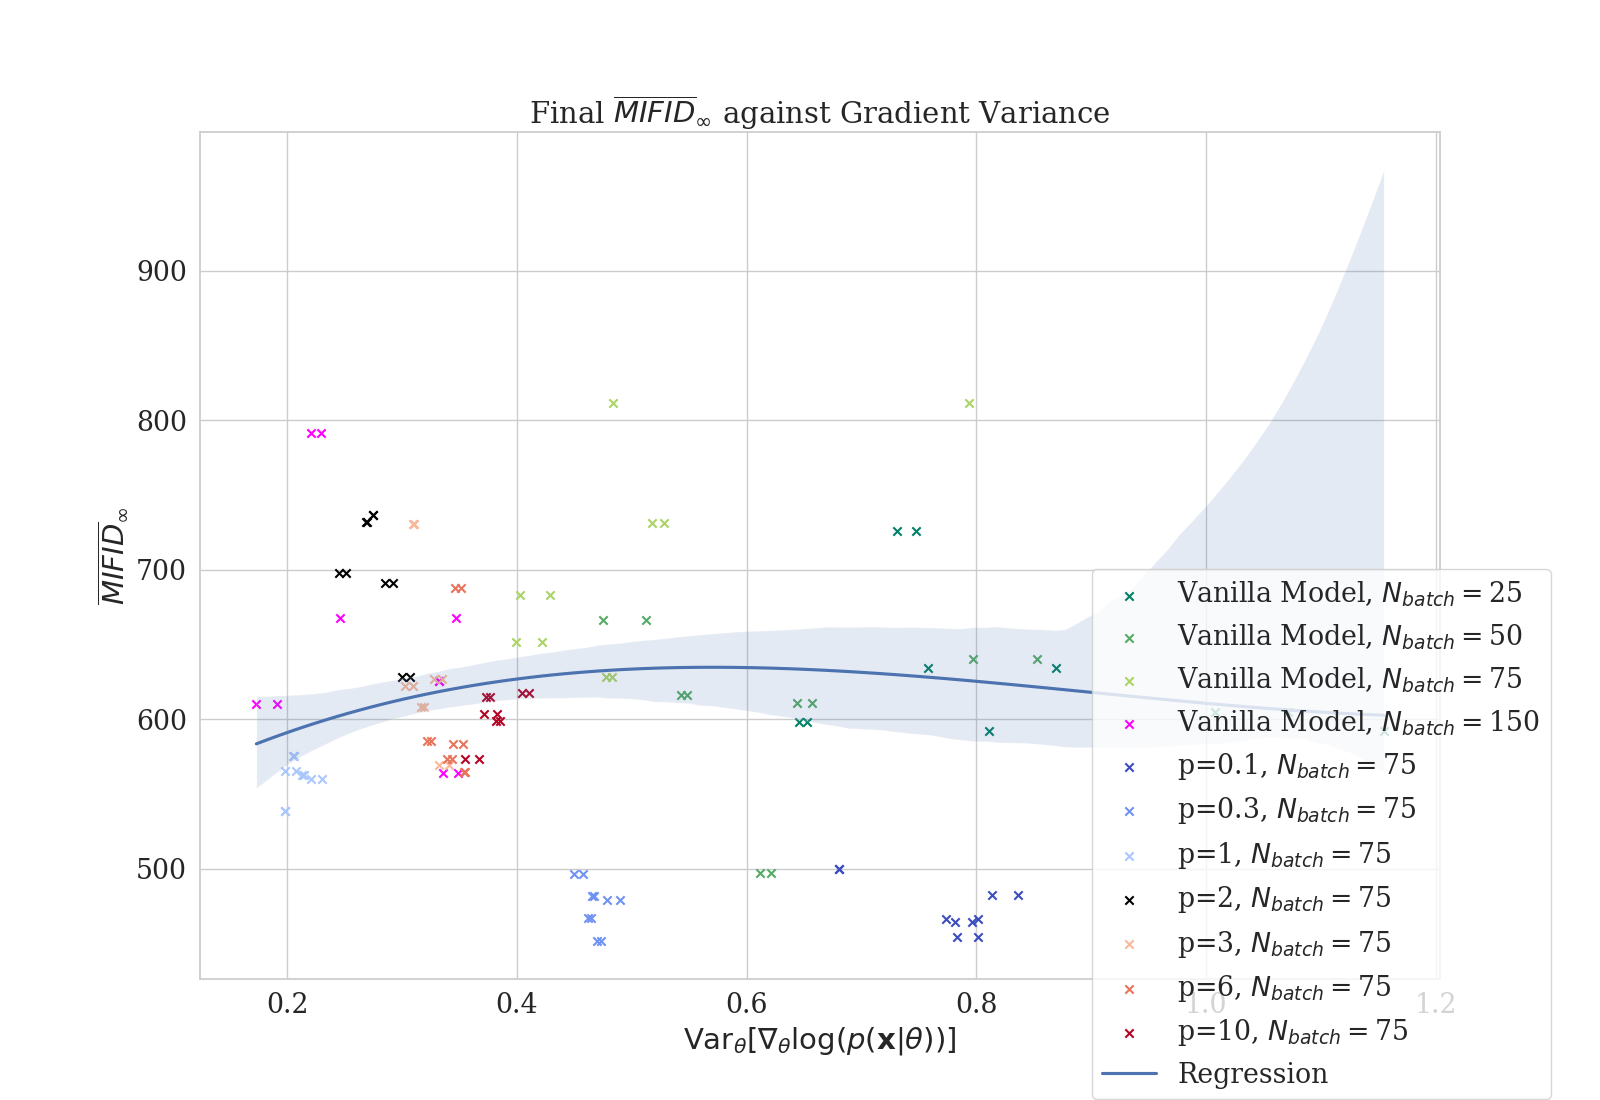 Final $\overline{MIFID}_\infty$ against Gradient Variance
$\overline{MIFID}_\infty$
900
800
700
600
500
0.2 0.4 0.6 0.8 1.0 1.2
$\mathrm{Var}_\theta[\nabla_\theta \log(p(\mathbf{x}|\theta))]$
Vanilla Model, $N_{batch} = 25$
Vanilla Model, $N_{batch} = 50$
Vanilla Model, $N_{batch} = 75$
Vanilla Model, $N_{batch} = 150$
p=0.1, $N_{batch} = 75$
p=0.3, $N_{batch} = 75$
p=1, $N_{batch} = 75$
p=2, $N_{batch} = 75$
p=3, $N_{batch} = 75$
p=6, $N_{batch} = 75$
p=10, $N_{batch} = 75$
Regression